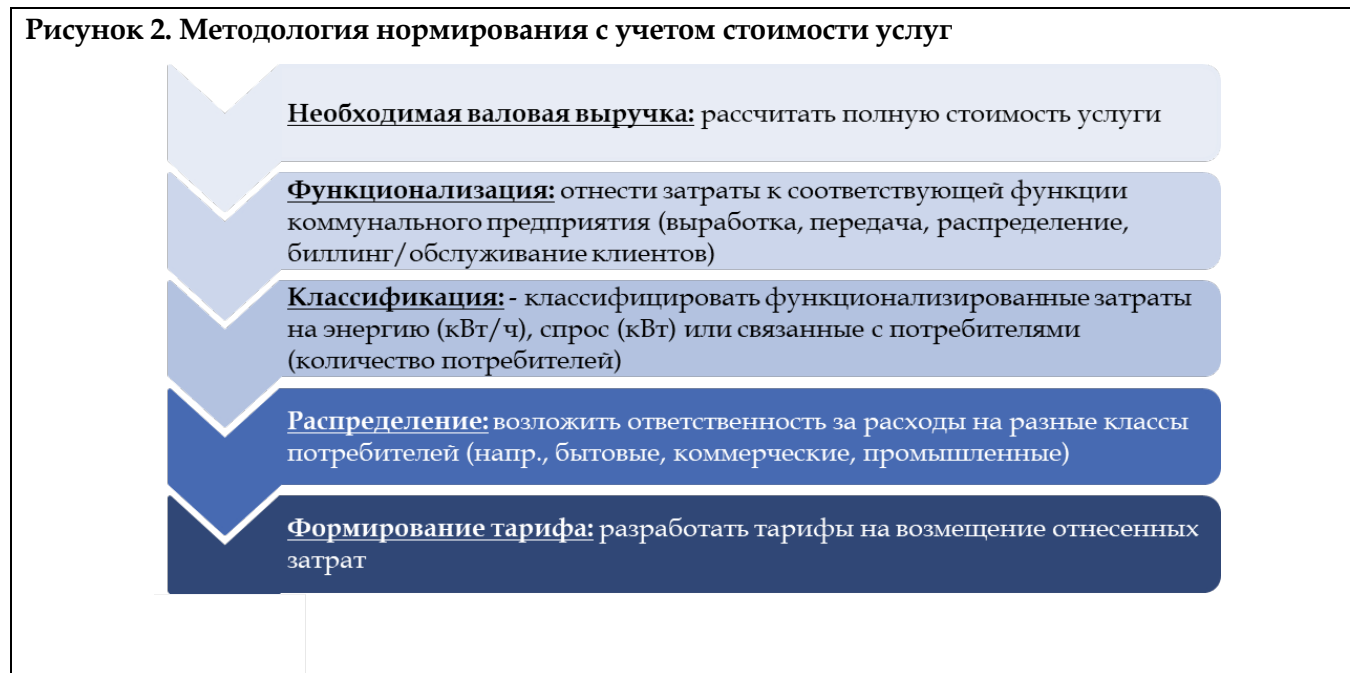 Рисунок 2. Методология нормирования с учетом стоимости услуг
Необходимая валовая выручка: рассчитать полную стоимость услуги
Функционализация: отнести затраты к соответствующей функции
коммунального предприятия (выработка, передача, распределение,
биллинг/обслуживание клиентов)
Классификация: - классифицировать функционализированные затраты
на энергию (кВт/ч), спрос (кВт) или связанные с потребителями
(количество потребителей)
Распределение: возложить ответственность за расходы на разные классы
потребителей (напр., бытовые, коммерческие, промышленные)
Формирование тарифа: разработать тарифы на возмещение отнесенных
затрат